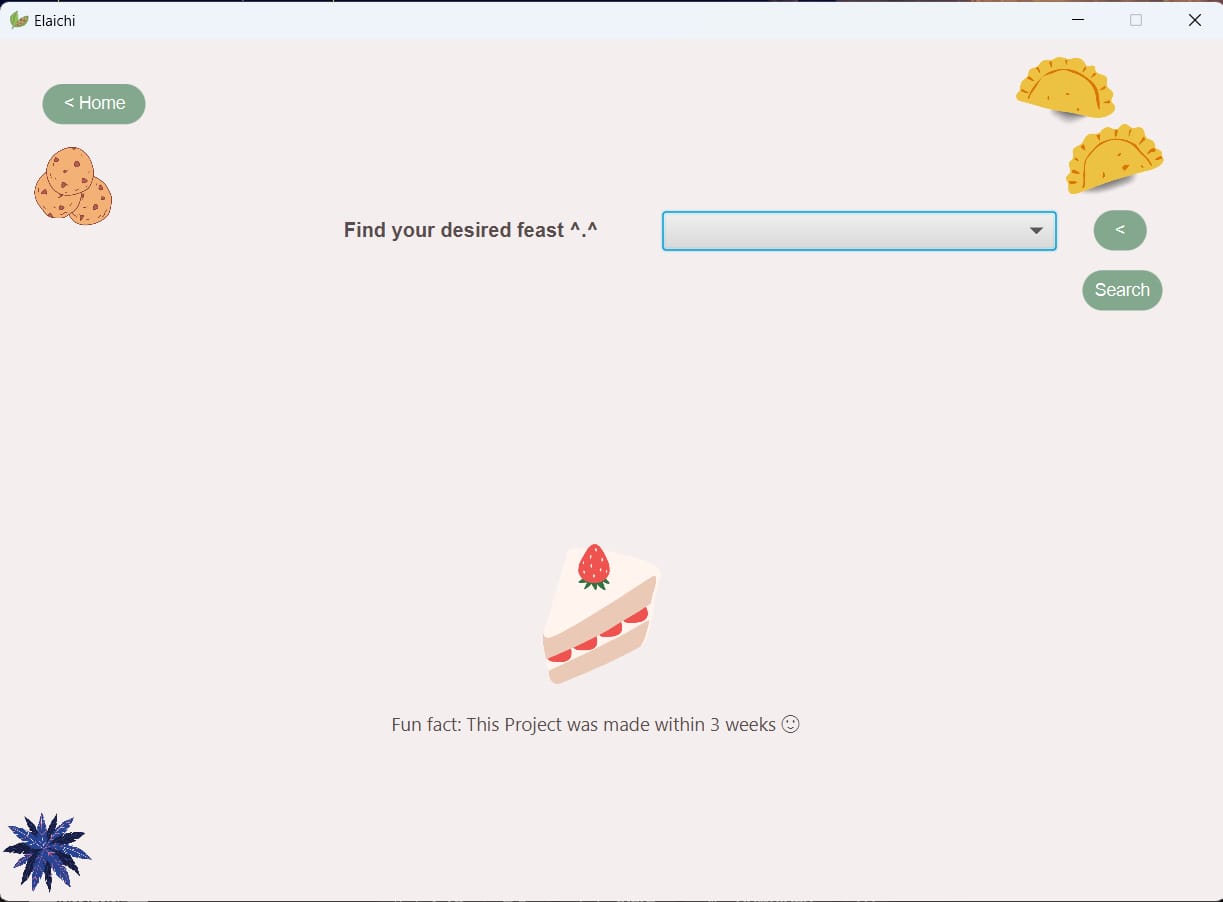 Elaichi
< Home
Find your desired feast ^.^
<
Search
Fun fact: This Project was made within 3 weeks ☺